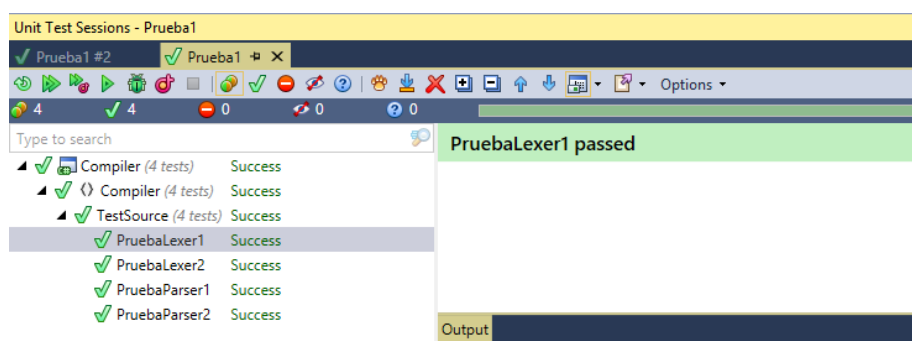 Unit Test Sessions - Prueba1
Prueba1 #2 Prueba1
Options
4 4 0 0 0
Type to search
PruebaLexer1 passed
Compiler (4 tests) Success
Compiler (4 tests) Success
TestSource (4 tests) Success
PruebaLexer1 Success
PruebaLexer2 Success
PruebaParser1 Success
PruebaParser2 Success
Output